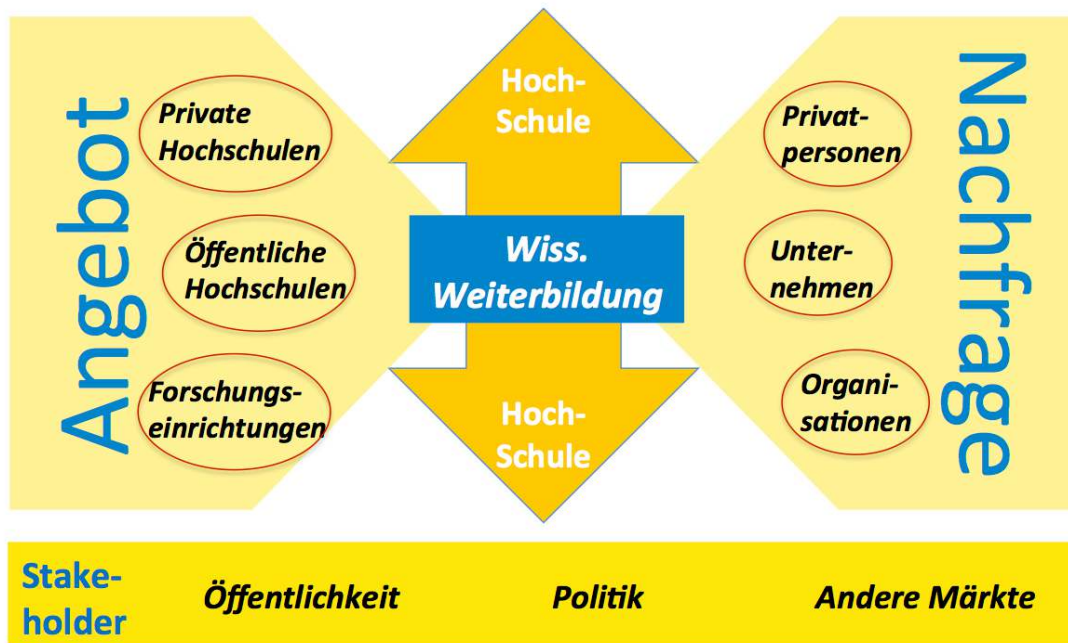 Angebot
Private
Hochschulen
Öffentliche
Hochschulen
Forschungs-
einrichtungen
Hoch-
Schule
Wiss.
Weiterbildung
Hoch-
Schule
Privat-
personen
Unter-
nehmen
Organi-
sationen
Nachfrage
Stake-
holder
Öffentlichkeit
Politik
Andere Märkte